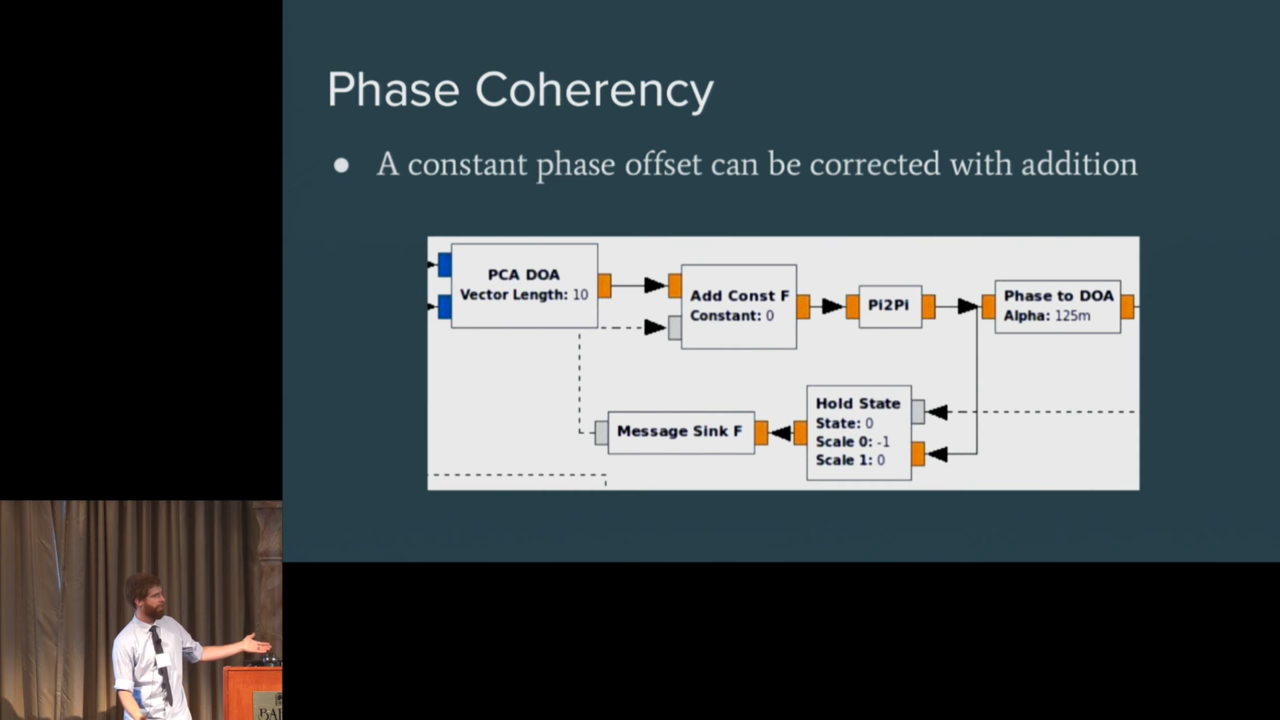 Phase Coherency
● A constant phase offset can be corrected with addition
PCA DOA
Vector Length: 10
Add Const F
Constant: 0
Pi2Pi
Phase to DOA
Alpha: 125m
Hold State
State: 0
Scale 0: -1
Scale 1: 0
Message Sink F